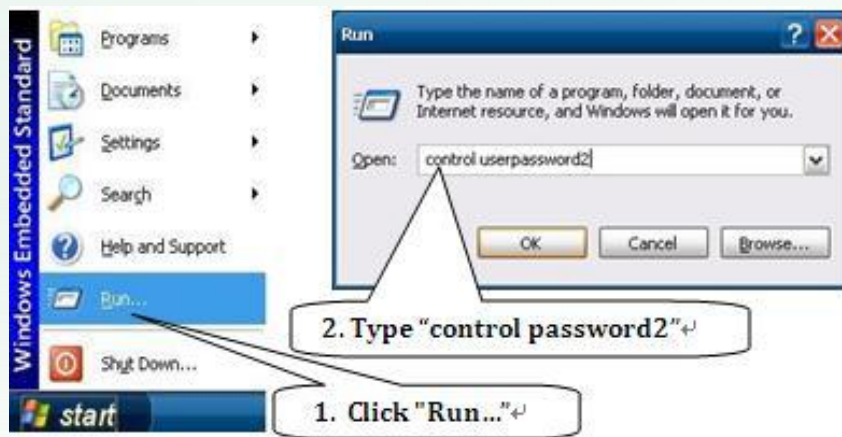 Windows Embedded Standard
Programs
Documents
Settings
Search
Help and Support
Run...
Shut Down...
start
Run
Type the name of a program, folder, document, or
Internet resource, and Windows will open it for you.
Open: control userpassword2
OK Cancel Browse...
2. Type “control password2”↵
1. Click "Run...”↵